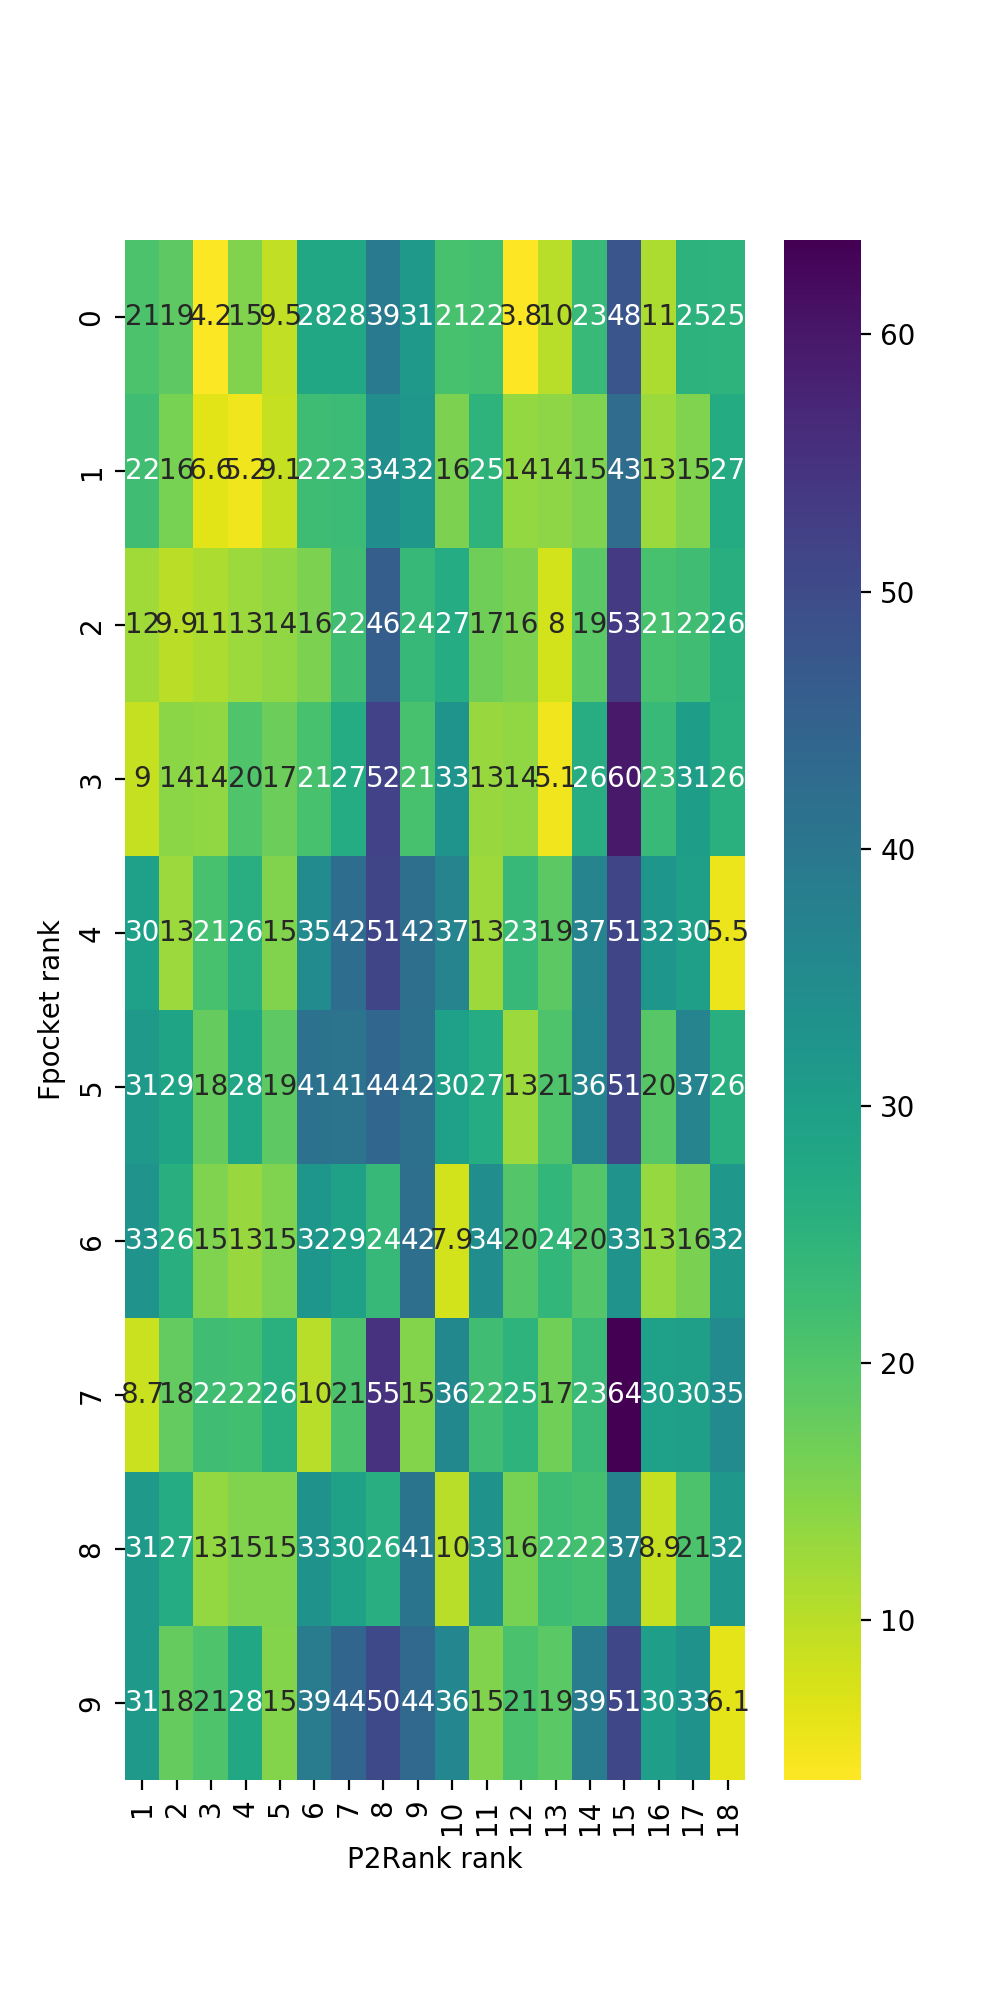 0 21 19 4.2 15 9.5 28 28 39 31 21 22 3.8 10 23 48 11 25 25
1 22 16 6.6 5.2 9.1 22 23 34 32 16 25 14 14 15 43 13 15 27
2 12 9.9 11 13 14 16 22 46 24 27 17 16 8 19 53 21 22 26
3 9 14 14 20 17 21 27 52 21 33 13 14 5.1 26 60 23 31 26
4 30 13 21 26 15 35 42 51 42 37 13 23 19 37 51 32 30 5.5
5 31 29 18 28 19 41 41 44 42 30 27 13 21 36 51 20 37 26
6 33 26 15 13 15 32 29 24 42 7.9 34 20 24 20 33 13 16 32
7 8.7 18 22 22 26 10 21 55 15 36 22 25 17 23 64 30 30 35
8 31 27 13 15 15 33 30 26 41 10 33 16 22 22 37 8.9 21 32
9 31 18 21 28 15 39 44 50 44 36 15 21 19 39 51 30 33 6.1
1 2 3 4 5 6 7 8 9 10 11 12 13 14 15 16 17 18
P2Rank rank
Fpocket rank
60
50
40
30
20
10